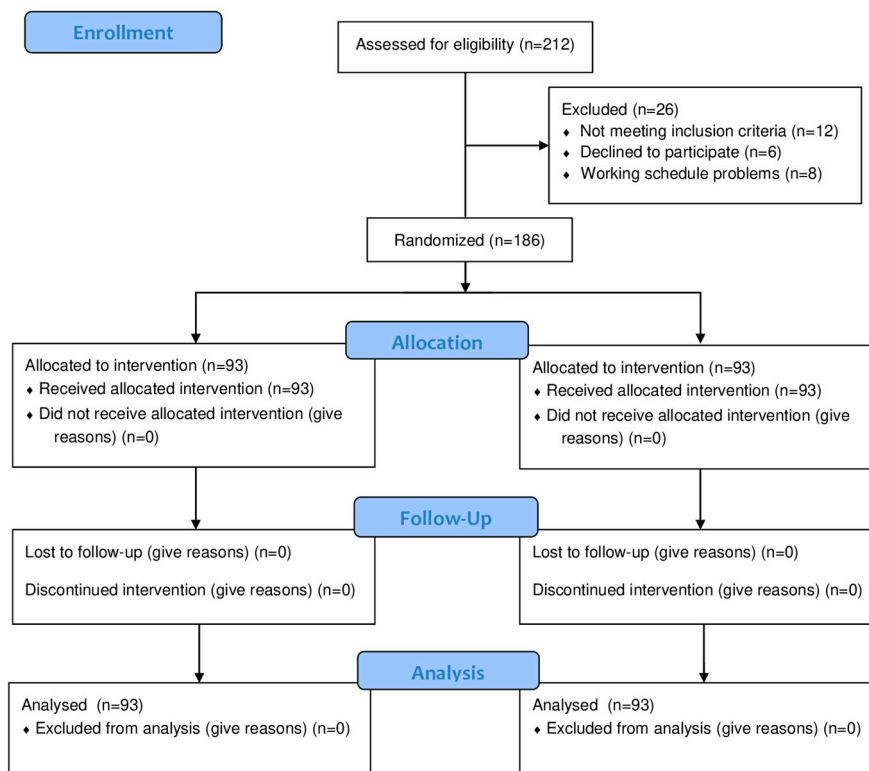 Enrollment
Assessed for eligibility (n=212)
Excluded (n=26)
♦ Not meeting inclusion criteria (n=12)
♦ Declined to participate (n=6)
♦ Working schedule problems (n=8)
Randomized (n=186)
Allocation
Allocated to intervention (n=93)
♦ Received allocated intervention (n=93)
♦ Did not receive allocated intervention (give
reasons) (n=0)
Allocated to intervention (n=93)
♦ Received allocated intervention (n=93)
♦ Did not receive allocated intervention (give
reasons) (n=0)
Follow-Up
Lost to follow-up (give reasons) (n=0)
Discontinued intervention (give reasons) (n=0)
Lost to follow-up (give reasons) (n=0)
Discontinued intervention (give reasons) (n=0)
Analysis
Analysed (n=93)
♦ Excluded from analysis (give reasons) (n=0)
Analysed (n=93)
♦ Excluded from analysis (give reasons) (n=0)